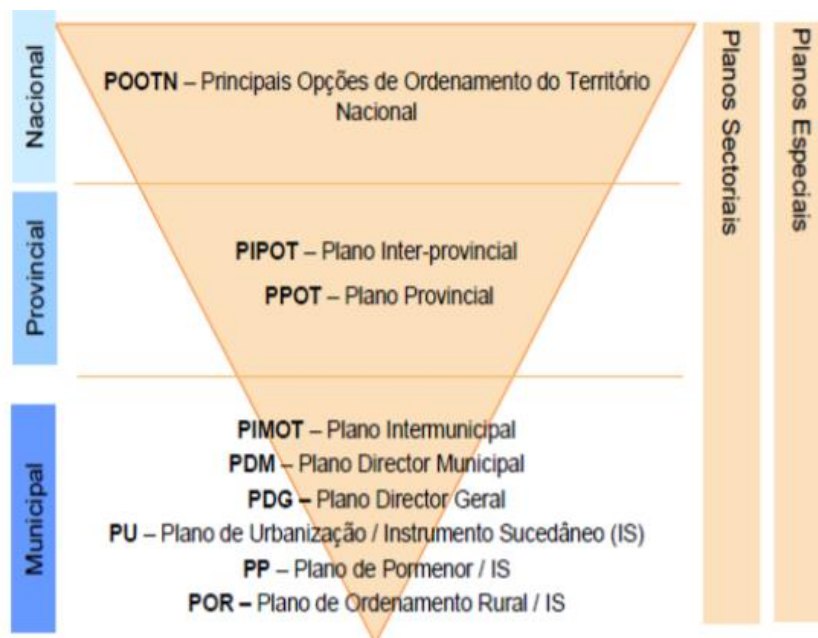 Nacional
POOTN – Principais Opções de Ordenamento do Território
Nacional
Provincial
PIPOT – Plano Inter-provincial
PPOT – Plano Provincial
Municipal
PIMOT – Plano Intermunicipal
PDM – Plano Director Municipal
PDG – Plano Director Geral
PU – Plano de Urbanização / Instrumento Sucedâneo (IS)
PP – Plano de Pormenor / IS
POR – Plano de Ordenamento Rural / IS
Planos Sectoriais
Planos Especiais